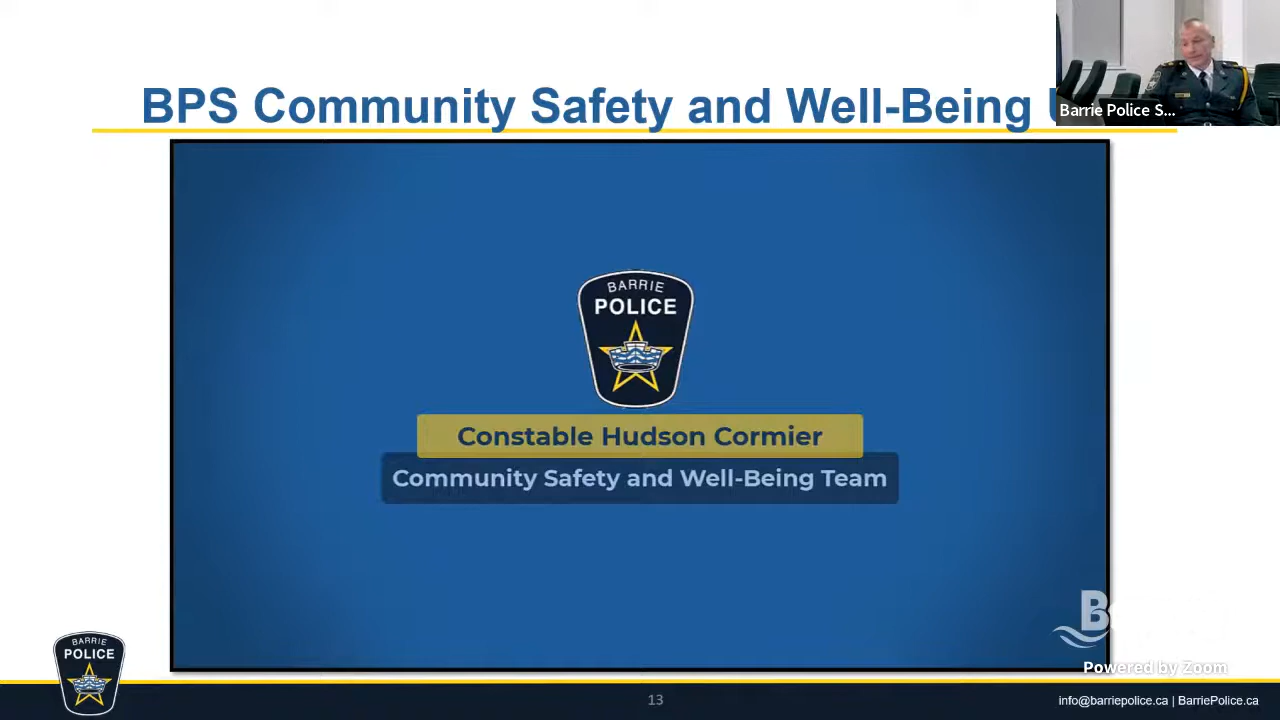 BPS Community Safety and Well-Being
Barrie Police S...
BARRIE
POLICE
Constable Hudson Cormier
Community Safety and Well-Being Team
BARRIE
POLICE
Powered by Zoom
13
info@barriepolice.ca | BarriePolice.ca